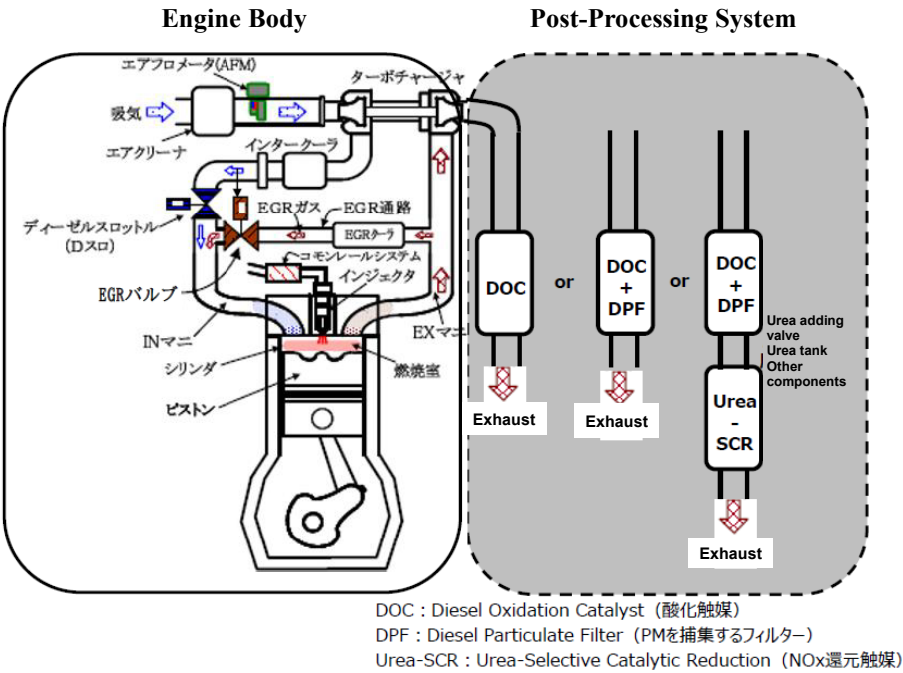 Engine Body
Post-Processing System
エアフロメータ(AFM)
ターボチャージャ
吸気
エアクリーナ
インタークーラ
ディーゼルスロットル
(Dスロ)
EGRガス
EGR通路
EGRクーラ
コモンレールシステム
インジェクタ
EGRバルブ
INマニ
EXマニ
シリンダ
燃焼室
ピストン
DOC
or
DOC
+
DPF
or
DOC
+
DPF
Urea adding
valve
Urea tank
Other
components
Urea
-
SCR
Exhaust
Exhaust
Exhaust
DOC：Diesel Oxidation Catalyst（酸化触媒）
DPF：Diesel Particulate Filter（PMを捕集するフィルター）
Urea-SCR：Urea-Selective Catalytic Reduction（NOx還元触媒）